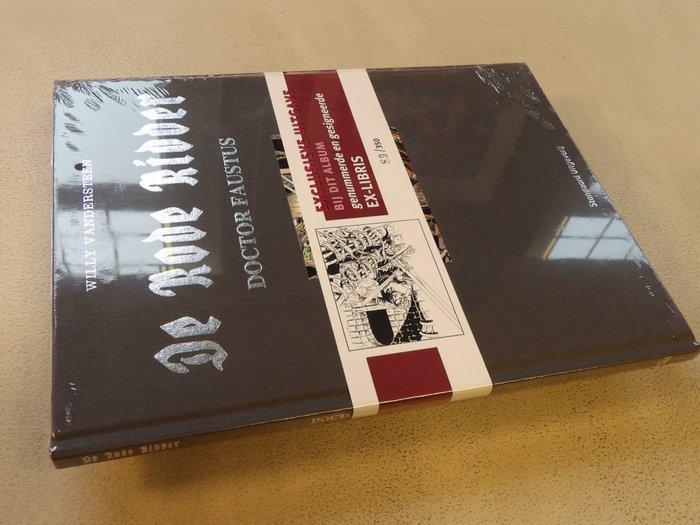 WILLY VANDERSTEEN
De Rode Ridder
DOCTOR FAUSTUS
EXCLUSIEVE UITGAVE
BIJ DIT ALBUM
genummerde en gesigneerde
EX-LIBRIS
89/350
Standaard Uitgeverij
De Rode Ridder